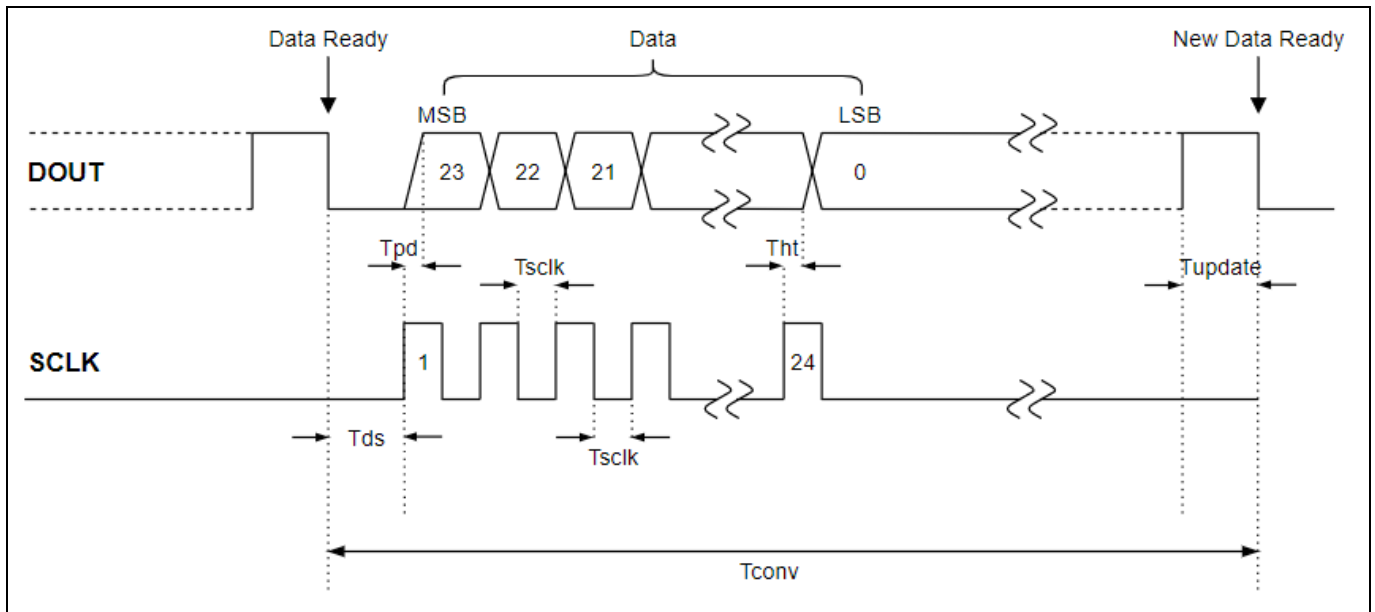 Data Ready Data New Data Ready
MSB LSB
DOUT 23 22 21 0
Tpd Tht
Tsclk Tupdate
SCLK 1 24
Tds
Tsclk
Tconv